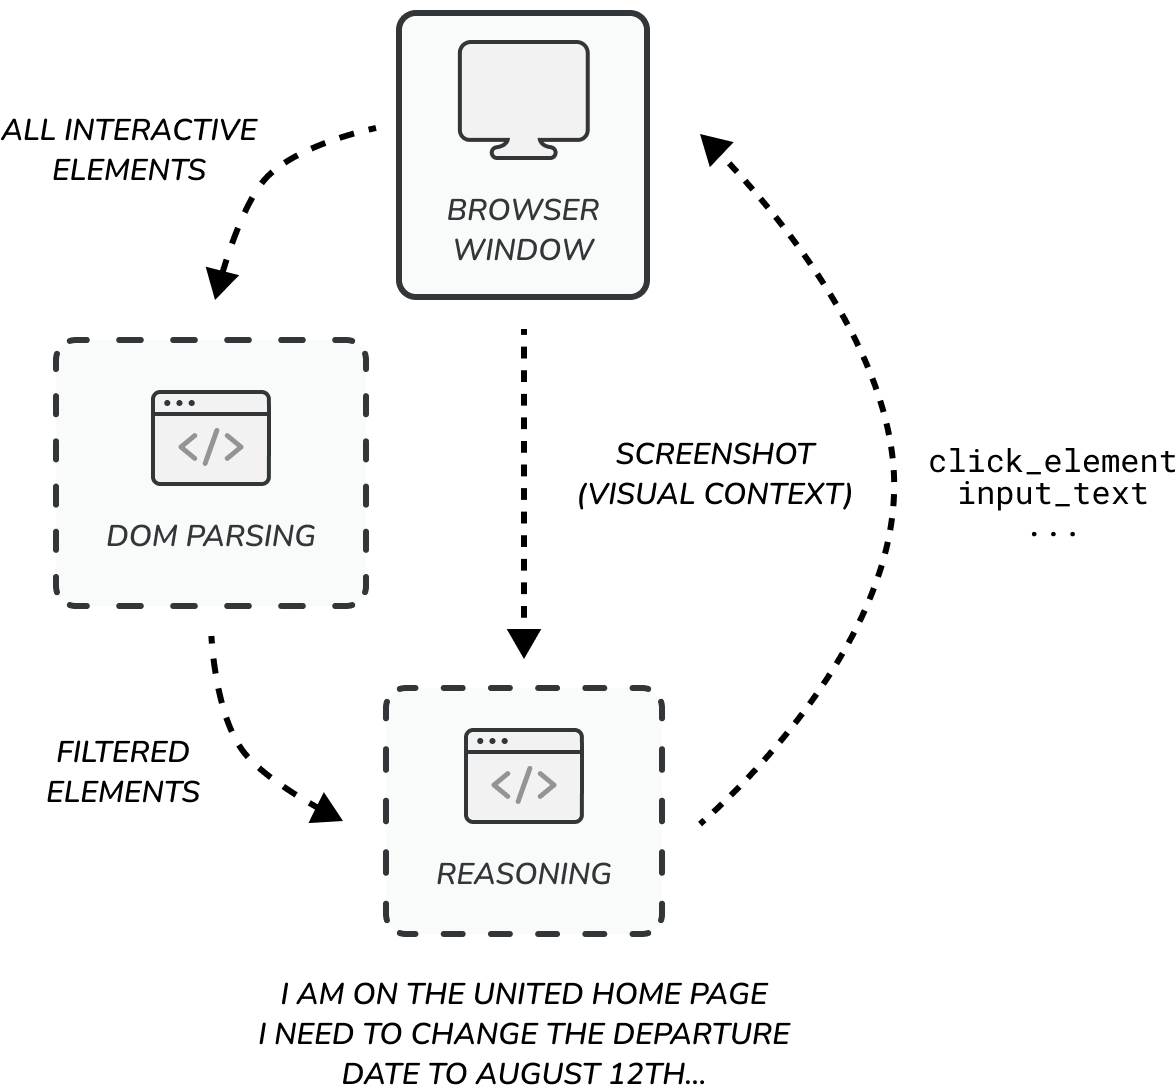 ALL INTERACTIVE
ELEMENTS
BROWSER
WINDOW
</>
DOM PARSING
SCREENSHOT
(VISUAL CONTEXT)
click_element
input_text
...
FILTERED
ELEMENTS
</>
REASONING
I AM ON THE UNITED HOME PAGE
I NEED TO CHANGE THE DEPARTURE
DATE TO AUGUST 12TH...